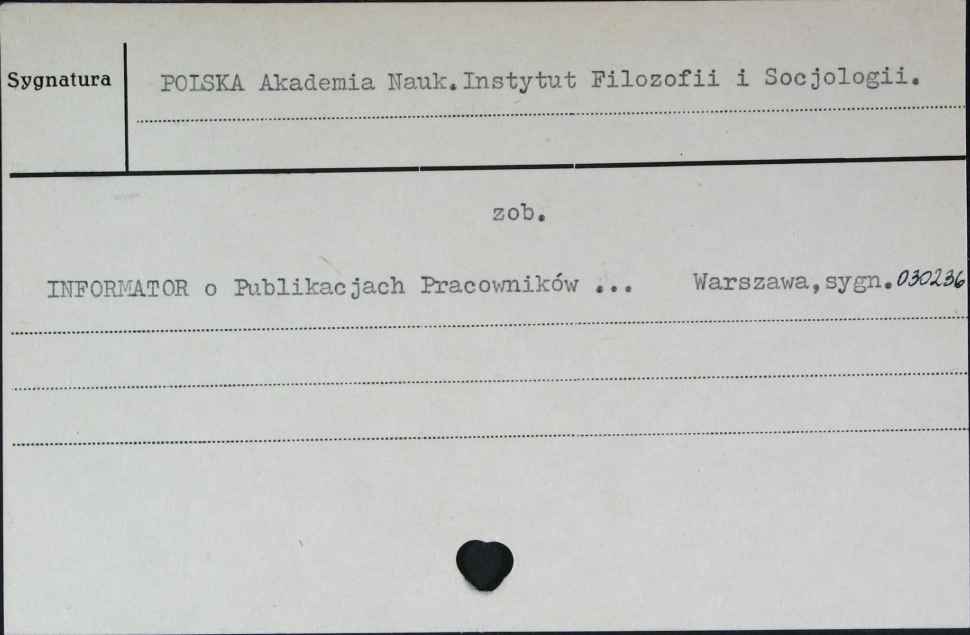 Sygnatura
POLSKA Akademia Nauk.Instytut Filozofii i Socjologii.
zob.
INFORMATOR o Publikacjach Pracowników ... Warszawa,sygn.030236